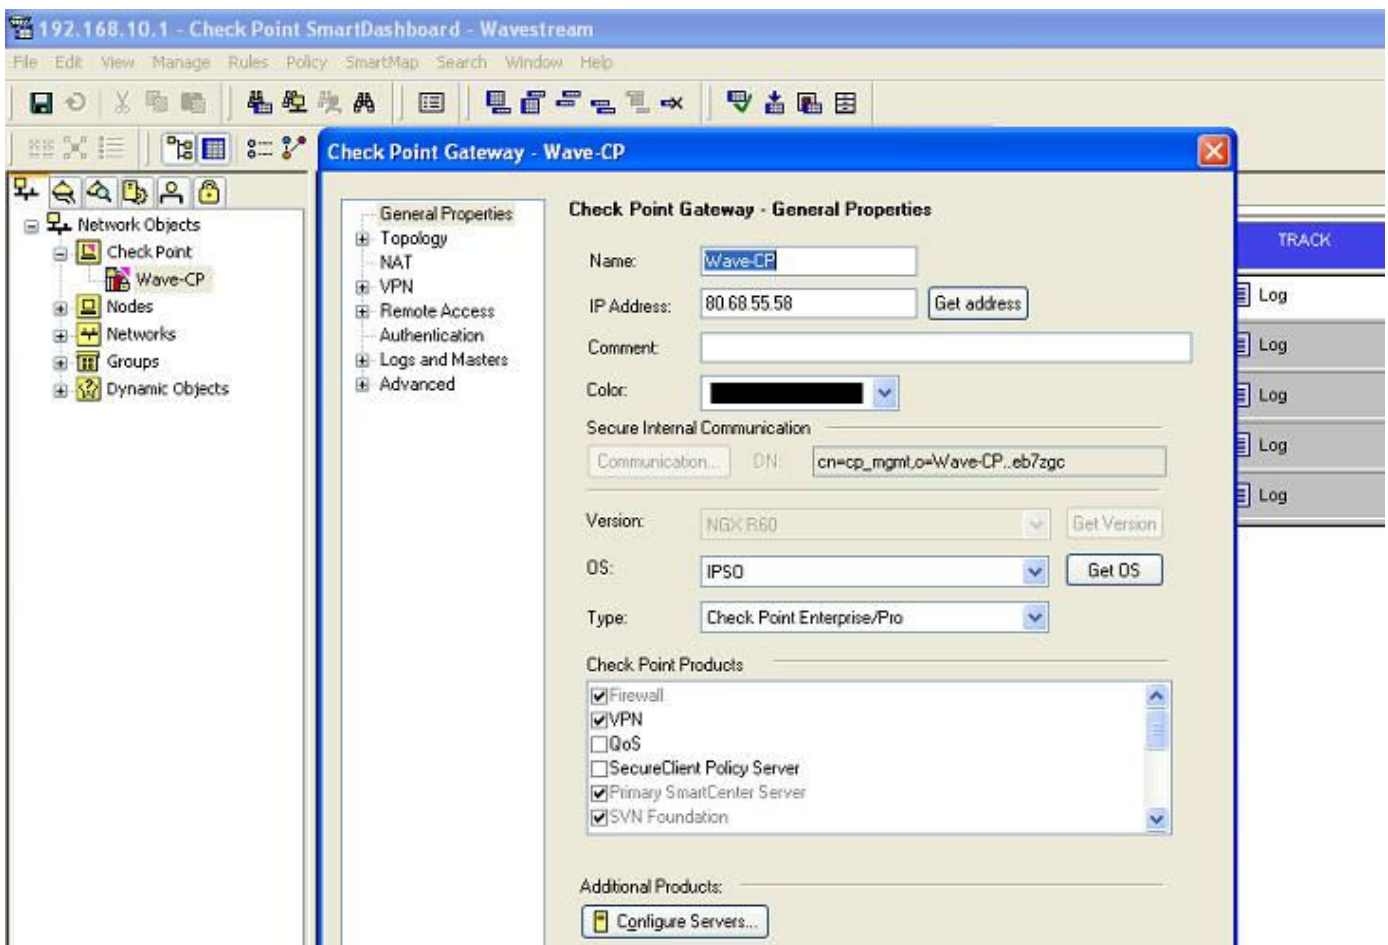 192.168.10.1 - Check Point SmartDashboard - Wavestream
File Edit View Manage Rules Policy SmartMap Search Window Help
Check Point Gateway - Wave-CP
Network Objects
Check Point
Wave-CP
Nodes
Networks
Groups
Dynamic Objects
General Properties
Topology
NAT
VPN
Remote Access
Authentication
Logs and Masters
Advanced
Check Point Gateway - General Properties
Name: Wave-CP
IP Address: 80.68.55.58 Get address
Comment:
Color:
Secure Internal Communication
Communication... DN: cn=cp_mgmt,o=Wave-CP..eb7zgc
Version: NGX R60 Get Version
OS: IPSO Get OS
Type: Check Point Enterprise/Pro
Check Point Products
Firewall
VPN
QoS
SecureClient Policy Server
Primary SmartCenter Server
SVN Foundation
Additional Products:
Configure Servers...
TRACK
Log
Log
Log
Log
Log